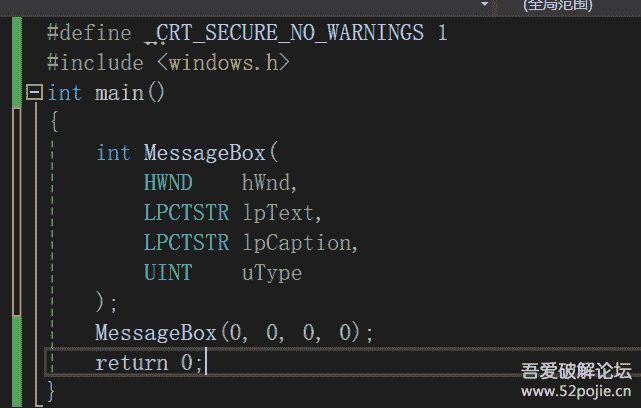 (全局范围)
#define _CRT_SECURE_NO_WARNINGS 1
#include <windows.h>
int main()
{
    int MessageBox(
        HWND    hWnd,
        LPCTSTR lpText,
        LPCTSTR lpCaption,
        UINT    uType
    );
    MessageBox(0, 0, 0, 0);
    return 0;
}
吾爱破解论坛
www.52pojie.cn